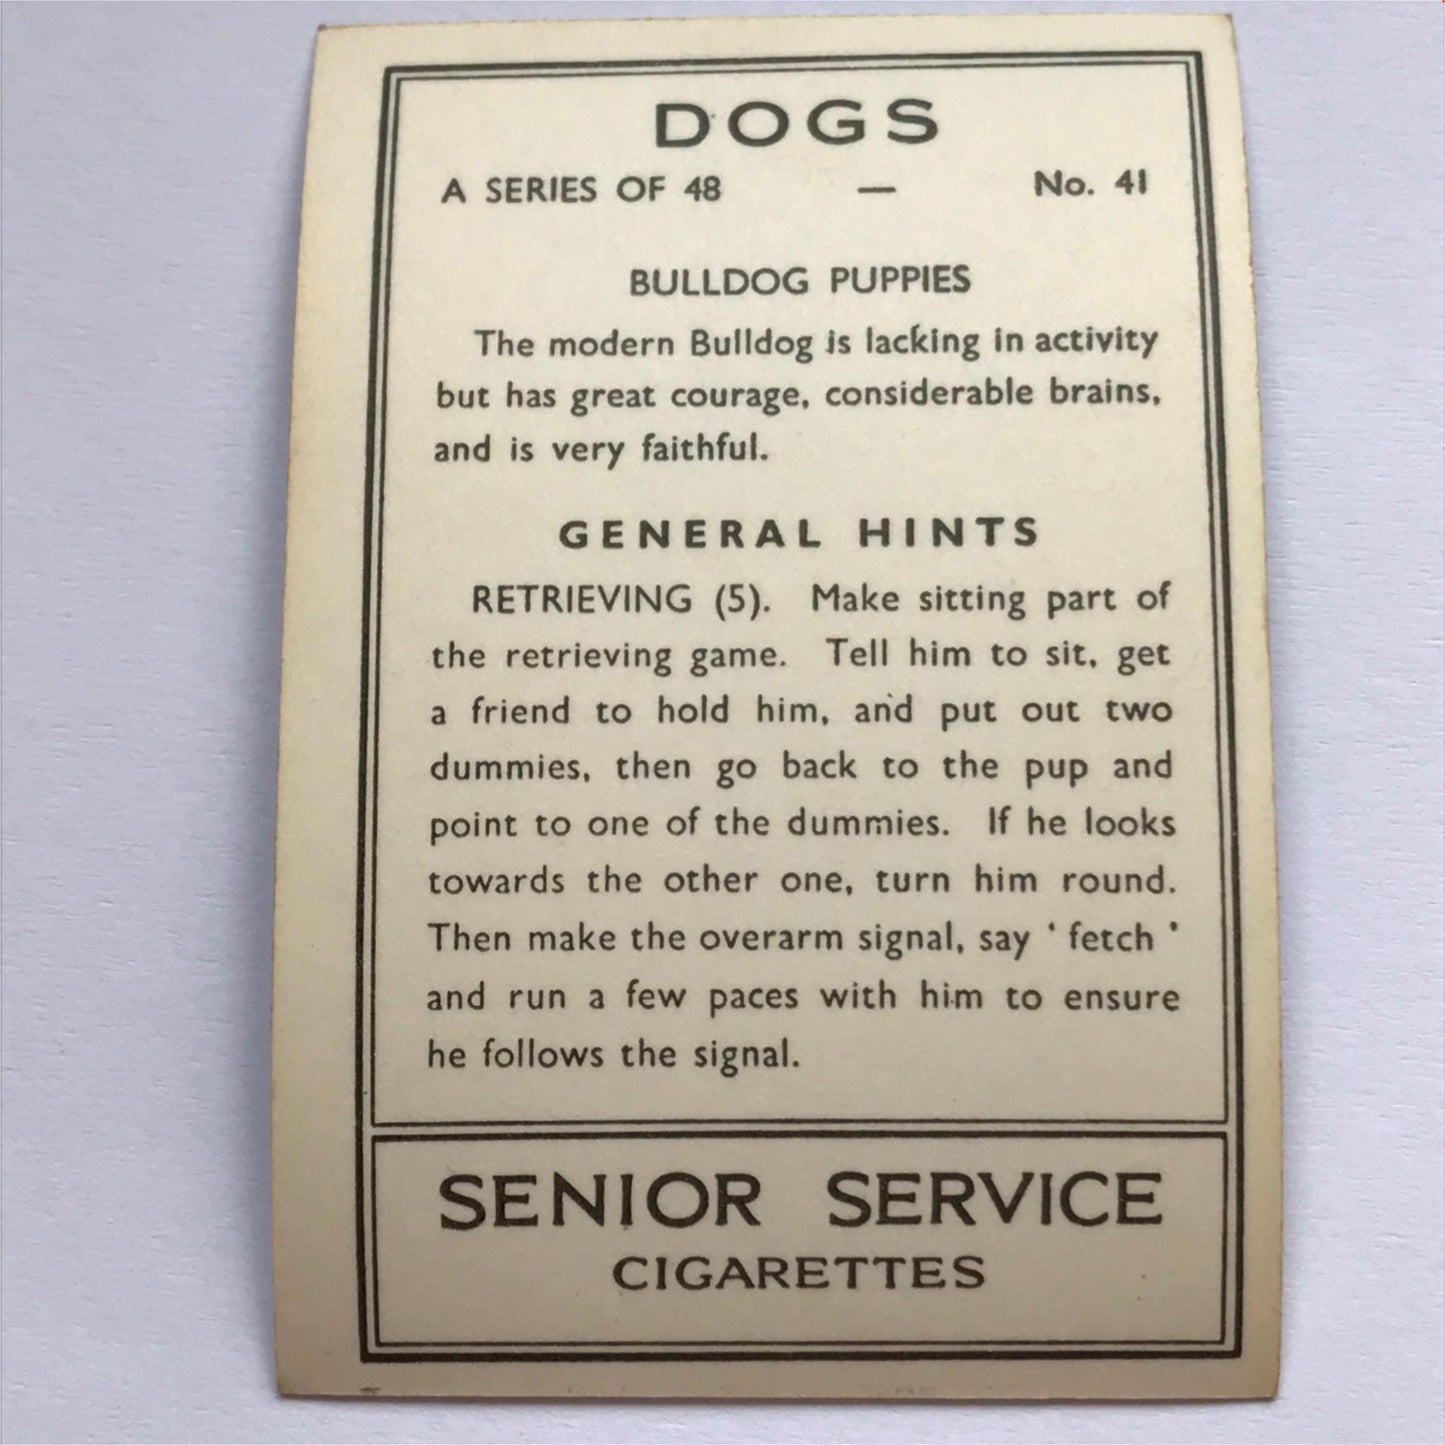 DOGS
A SERIES OF 48 — No. 41
BULLDOG PUPPIES
The modern Bulldog is lacking in activity
but has great courage, considerable brains,
and is very faithful.
GENERAL HINTS
RETRIEVING (5). Make sitting part of
the retrieving game. Tell him to sit, get
a friend to hold him, and put out two
dummies, then go back to the pup and
point to one of the dummies. If he looks
towards the other one, turn him round.
Then make the overarm signal, say ‘ fetch ’
and run a few paces with him to ensure
he follows the signal.
SENIOR SERVICE
CIGARETTES